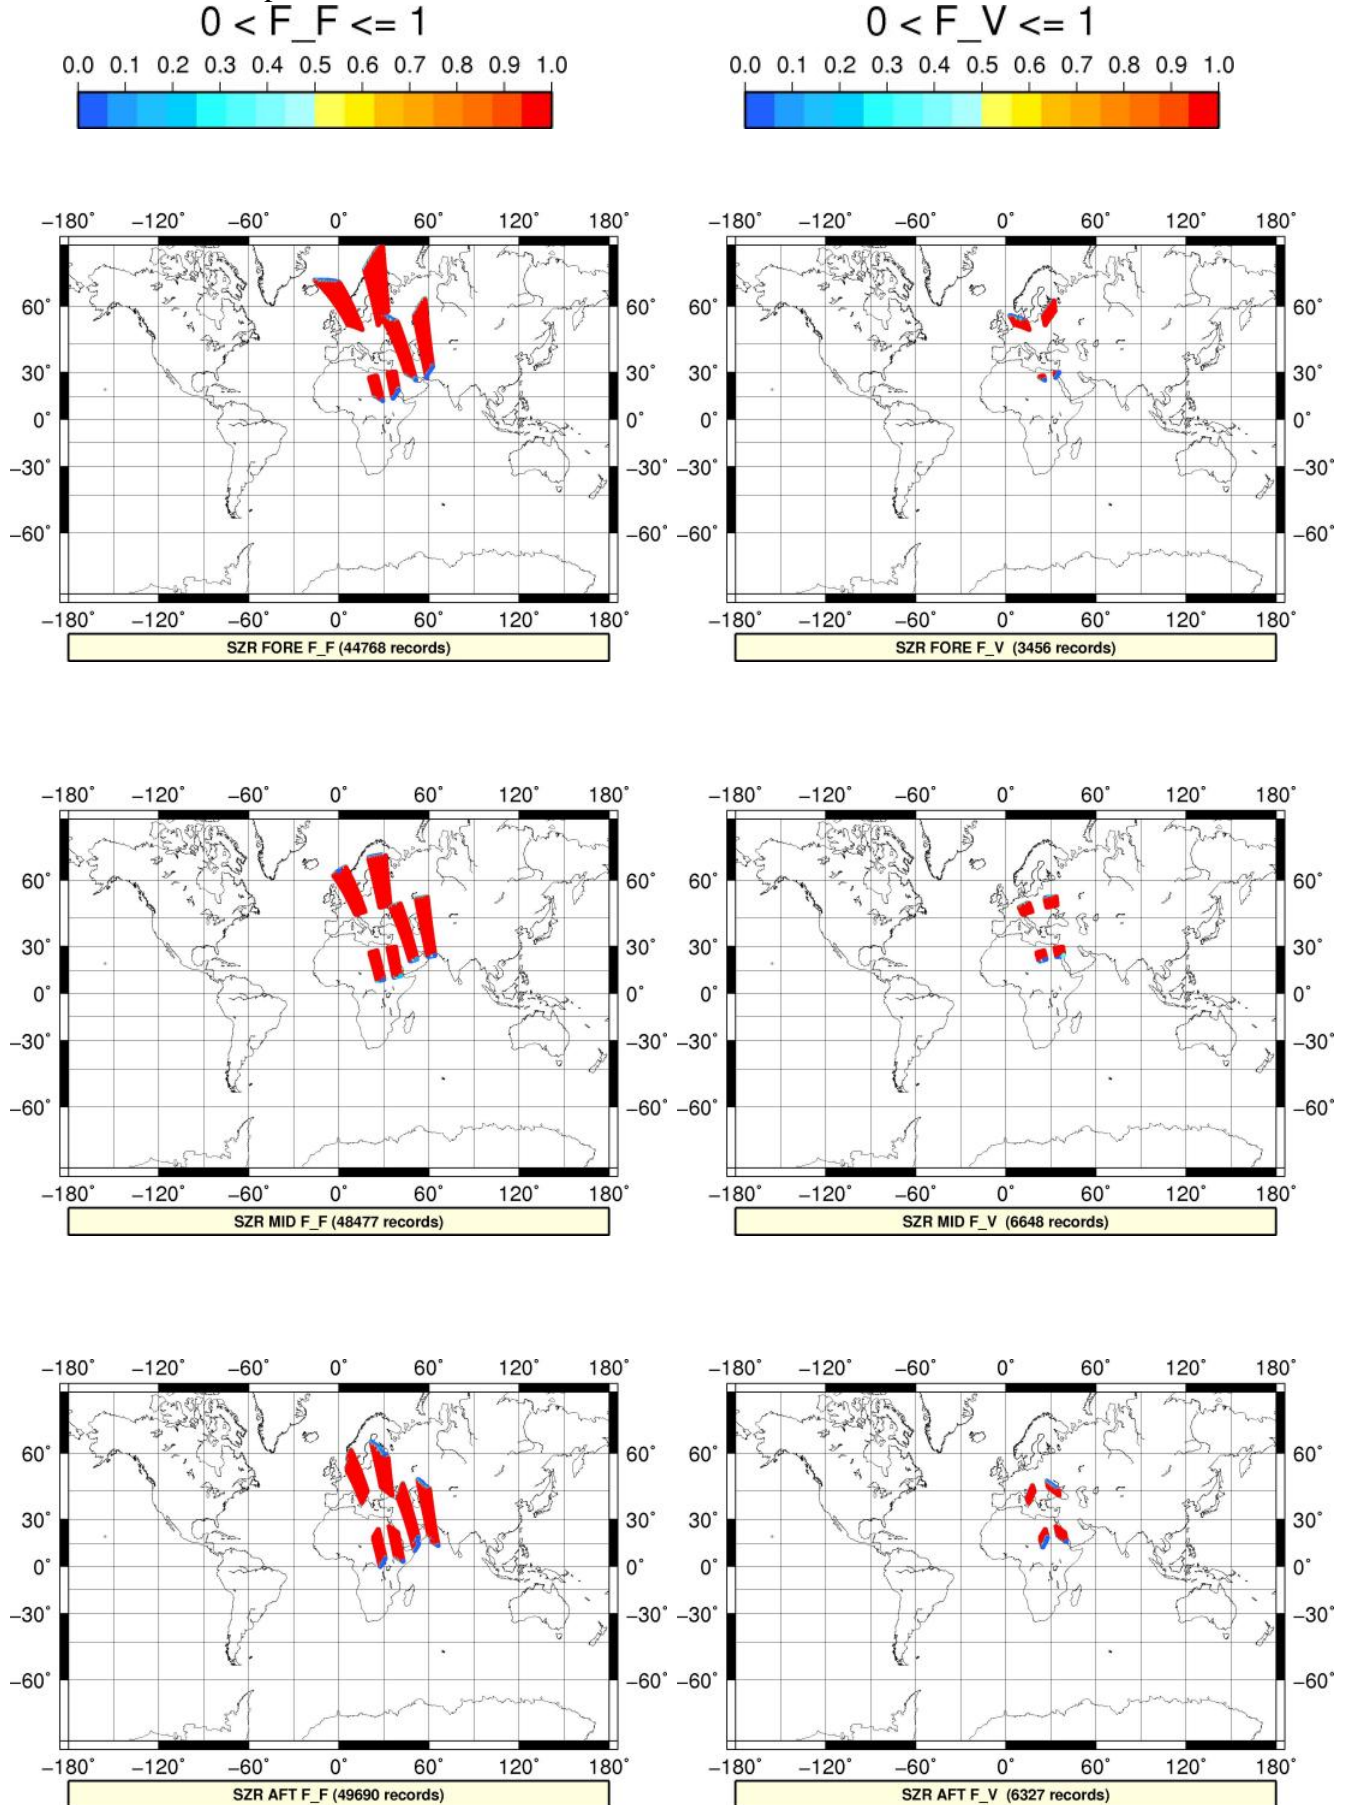 0 < F_F <= 1
0 < F_V <= 1
0.0 0.1 0.2 0.3 0.4 0.5 0.6 0.7 0.8 0.9 1.0
0.0 0.1 0.2 0.3 0.4 0.5 0.6 0.7 0.8 0.9 1.0
−180° −120° −60° 0° 60° 120° 180°
−180° −120° −60° 0° 60° 120° 180°
60° 60° 60° 60°
30° 30° 30° 30°
0° 0° 0° 0°
−30° −30° −30° −30°
−60° −60° −60° −60°
−180° −120° −60° 0° 60° 120° 180°
−180° −120° −60° 0° 60° 120° 180°
SZR FORE F_F (44768 records)
SZR FORE F_V (3456 records)
−180° −120° −60° 0° 60° 120° 180°
−180° −120° −60° 0° 60° 120° 180°
60° 60° 60° 60°
30° 30° 30° 30°
0° 0° 0° 0°
−30° −30° −30° −30°
−60° −60° −60° −60°
−180° −120° −60° 0° 60° 120° 180°
−180° −120° −60° 0° 60° 120° 180°
SZR MID F_F (48477 records)
SZR MID F_V (6648 records)
−180° −120° −60° 0° 60° 120° 180°
−180° −120° −60° 0° 60° 120° 180°
60° 60° 60° 60°
30° 30° 30° 30°
0° 0° 0° 0°
−30° −30° −30° −30°
−60° −60° −60° −60°
−180° −120° −60° 0° 60° 120° 180°
−180° −120° −60° 0° 60° 120° 180°
SZR AFT F_F (49690 records)
SZR AFT F_V (6327 records)